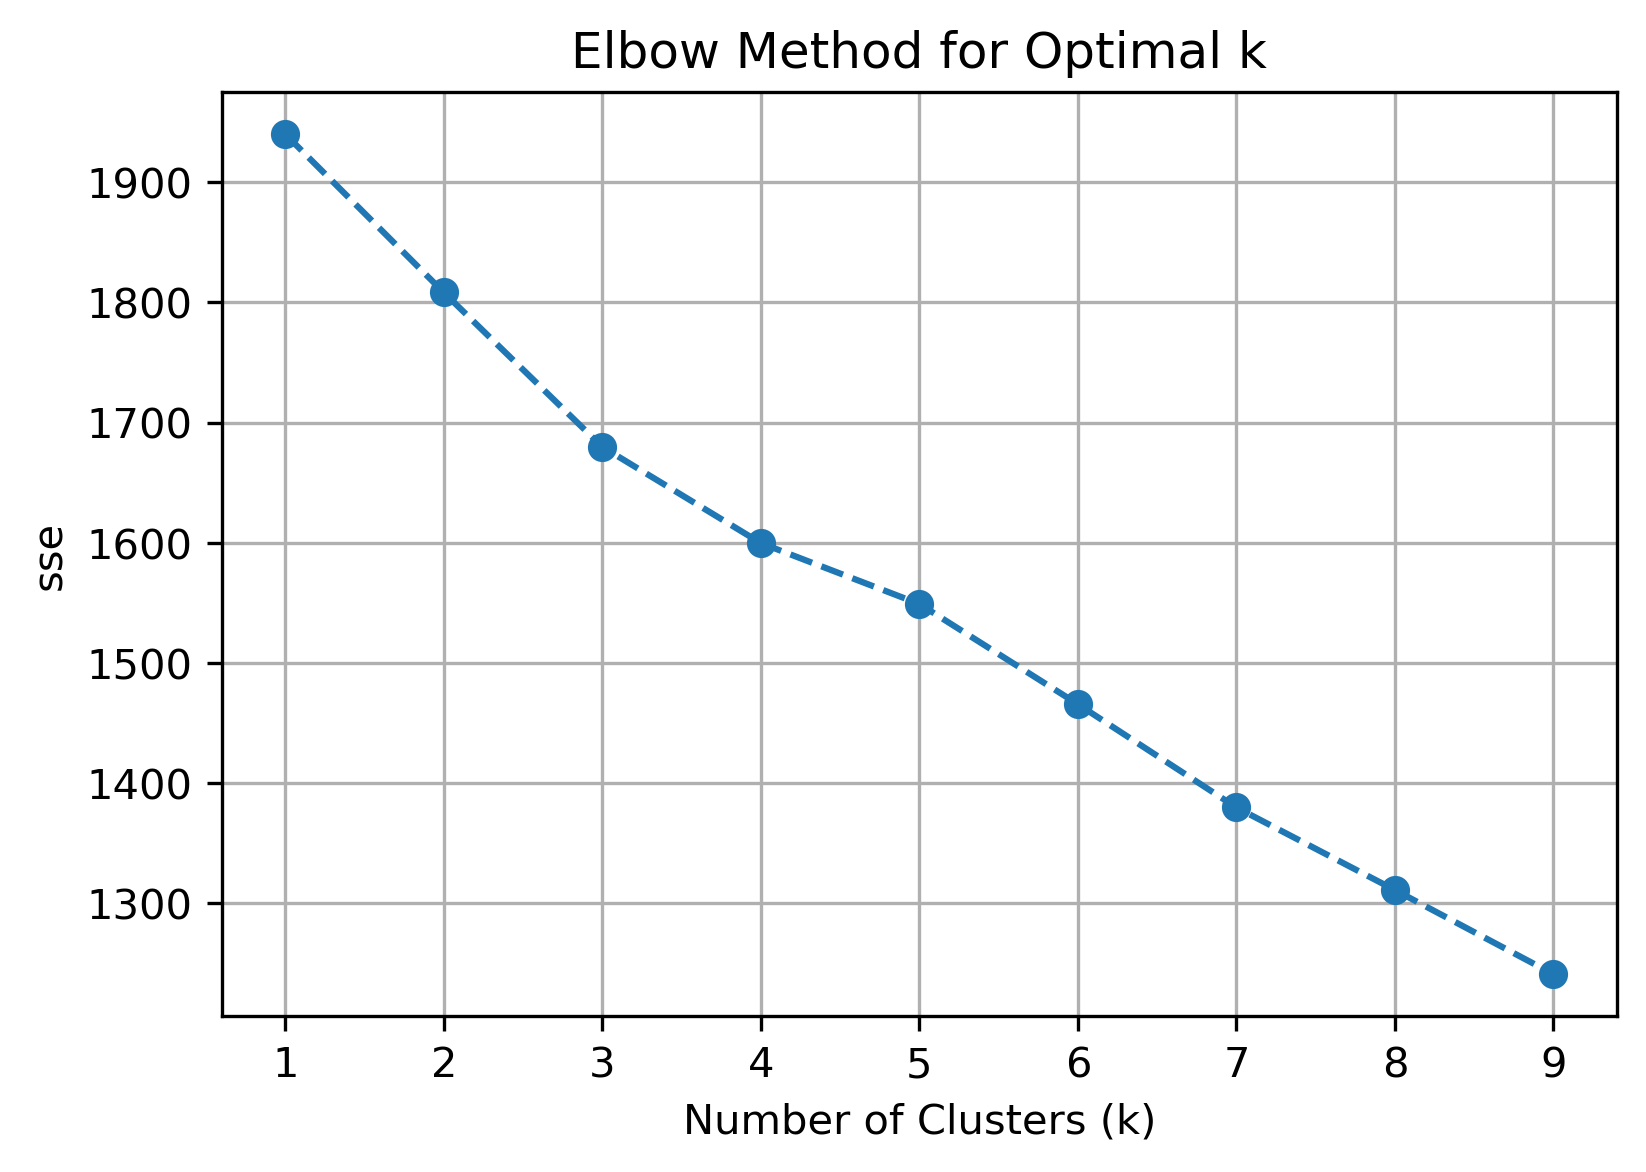 Elbow Method for Optimal k
1900
1800
1700
1600
1500
1400
1300
sse
1 2 3 4 5 6 7 8 9
Number of Clusters (k)